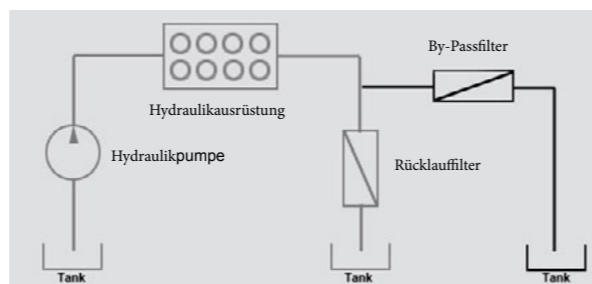 By-Passfilter
Hydraulikausrüstung
Hydraulikpumpe
Rücklauffilter
Tank
Tank
Tank